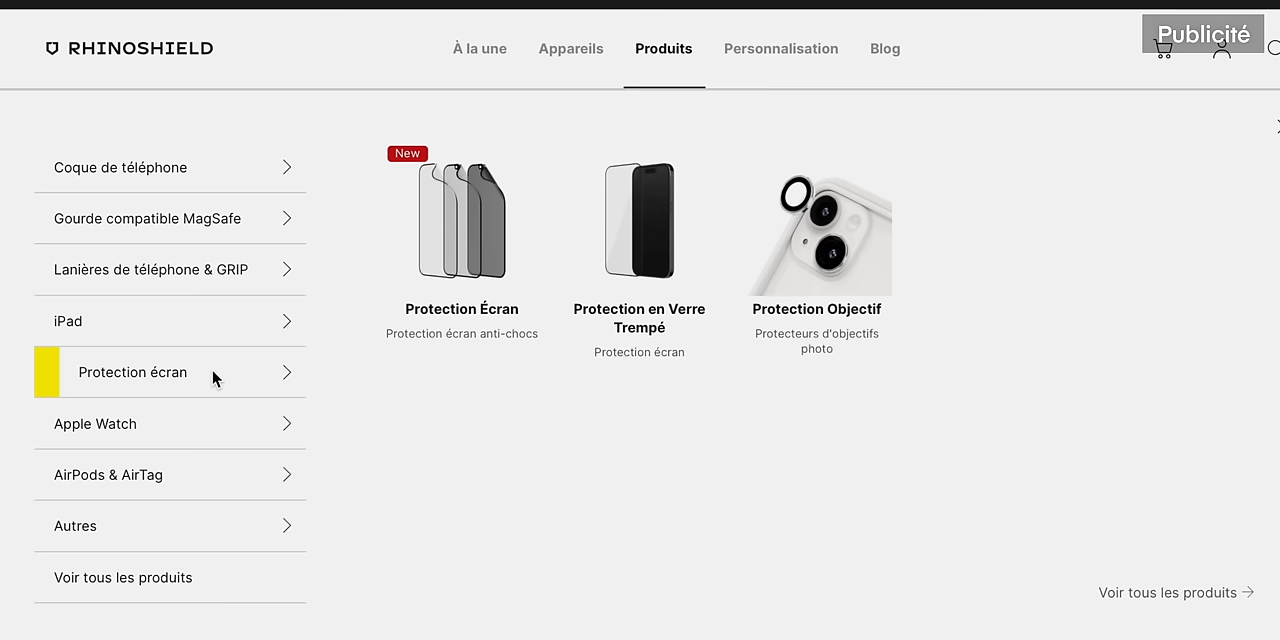 RHINOSHIELD
À la une
Appareils
Produits
Personnalisation
Blog
Publicité
Coque de téléphone
Gourde compatible MagSafe
Lanières de téléphone & GRIP
iPad
Protection écran
Apple Watch
AirPods & AirTag
Autres
Voir tous les produits
New
Protection Écran
Protection écran anti-chocs
Protection en Verre
Trempé
Protection écran
Protection Objectif
Protecteurs d'objectifs
photo
Voir tous les produits